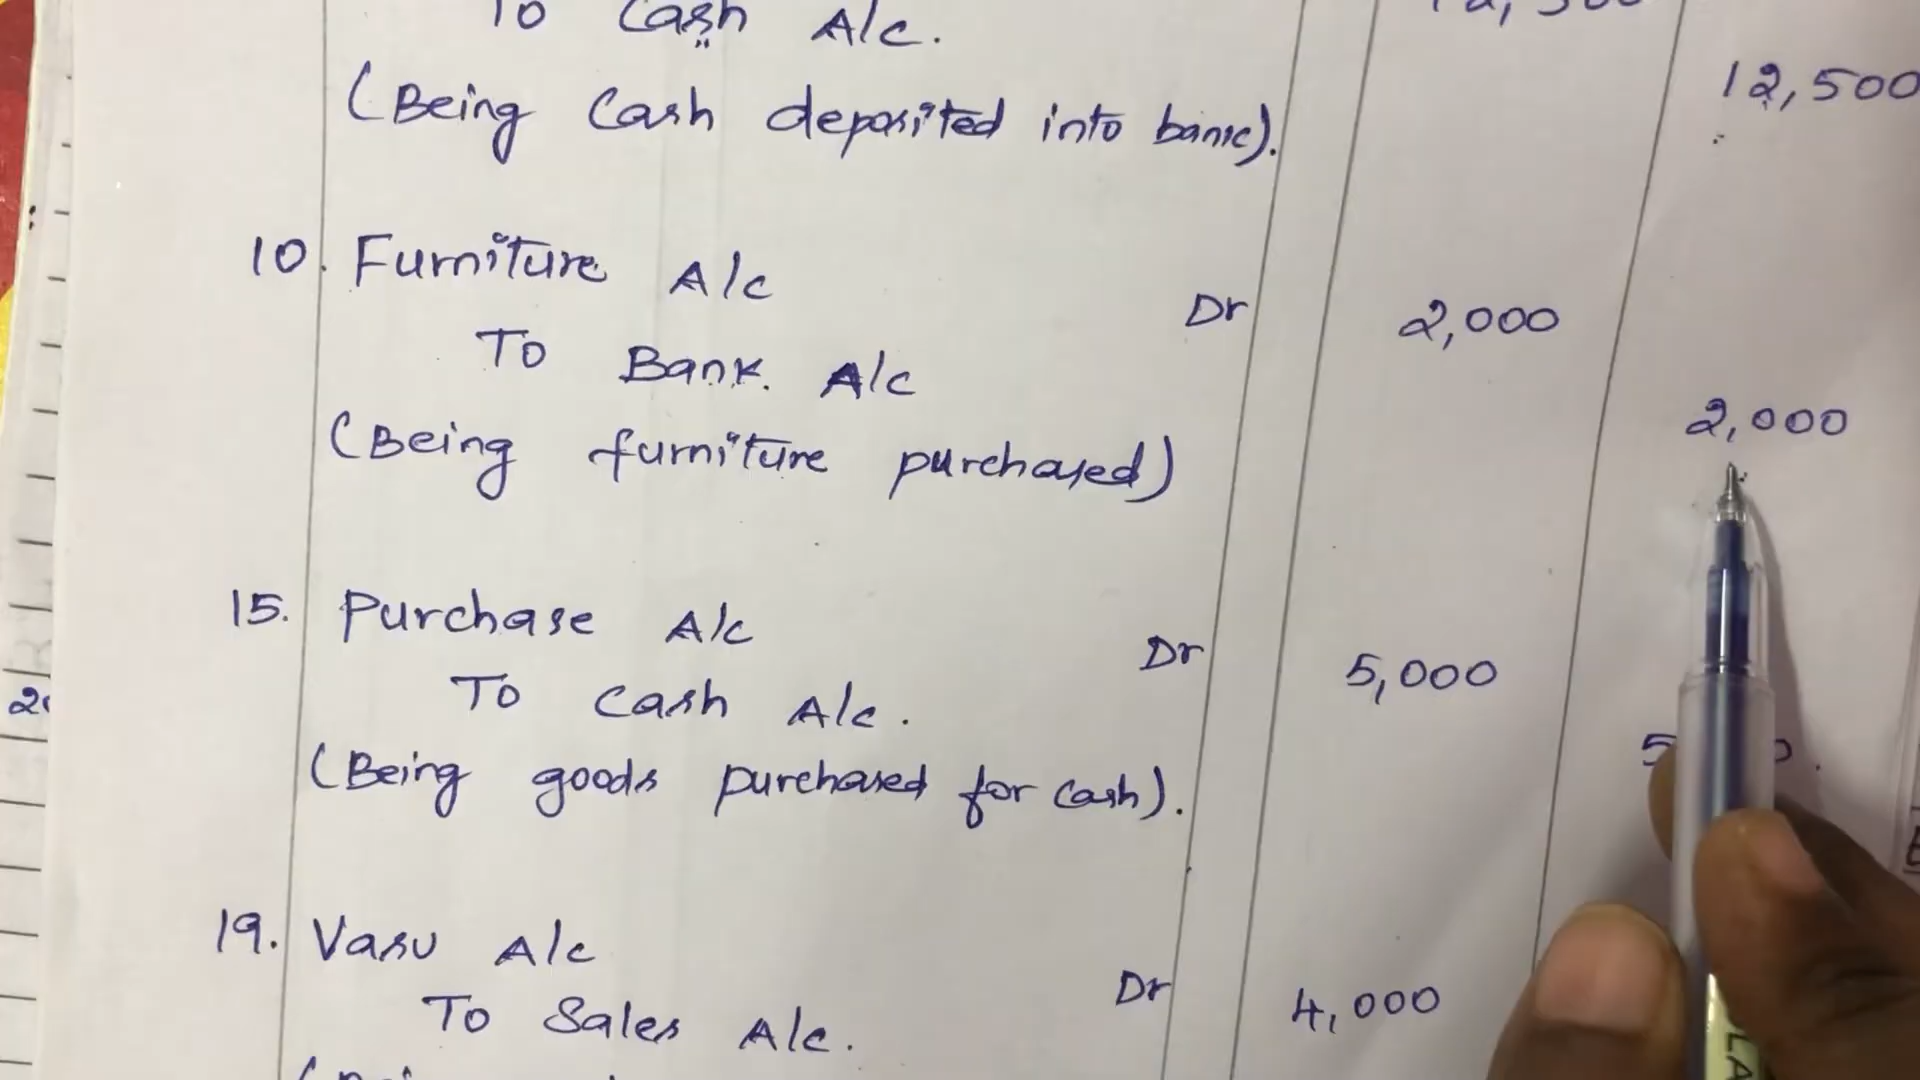 To Cash A/c.
12,500
(Being Cash deposited into bank).
10. Furniture A/c Dr 2,000
To Bank. A/c 2,000
(Being furniture purchased)
15. Purchase A/c Dr 5,000
To Cash A/c.
(Being goods purchased for cash).
19. Vasu A/c Dr 4,000
To Sales A/c.